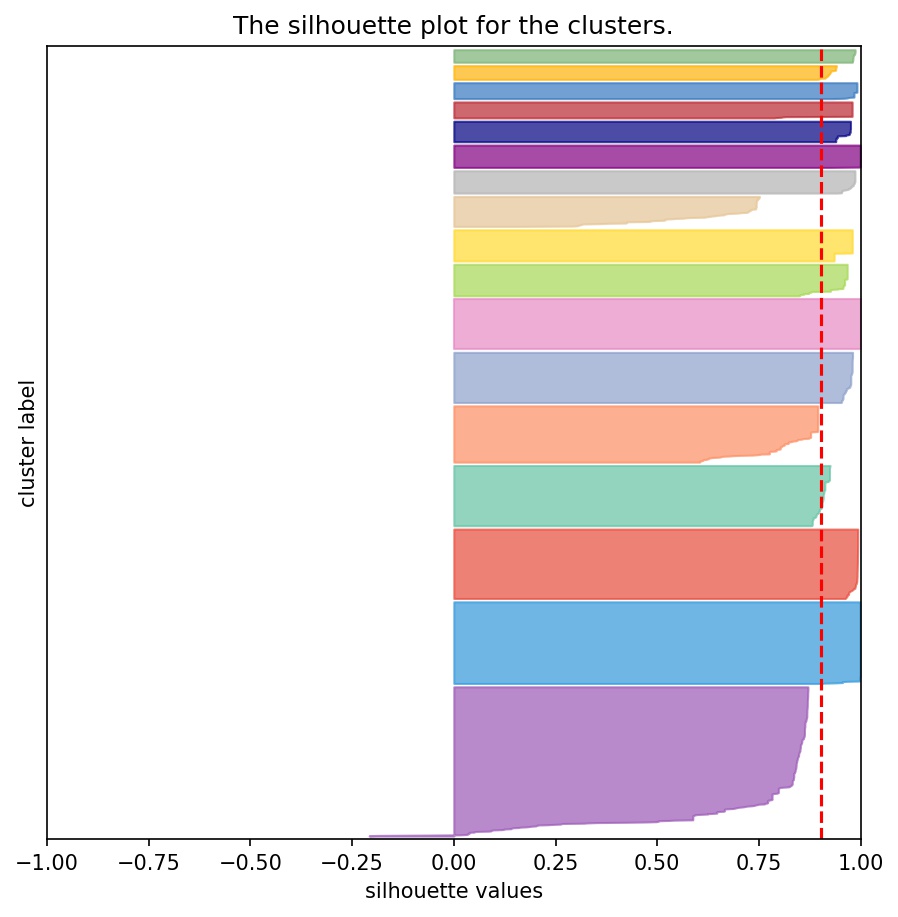 The silhouette plot for the clusters.
cluster label
−1.00 −0.75 −0.50 −0.25 0.00 0.25 0.50 0.75 1.00
silhouette values